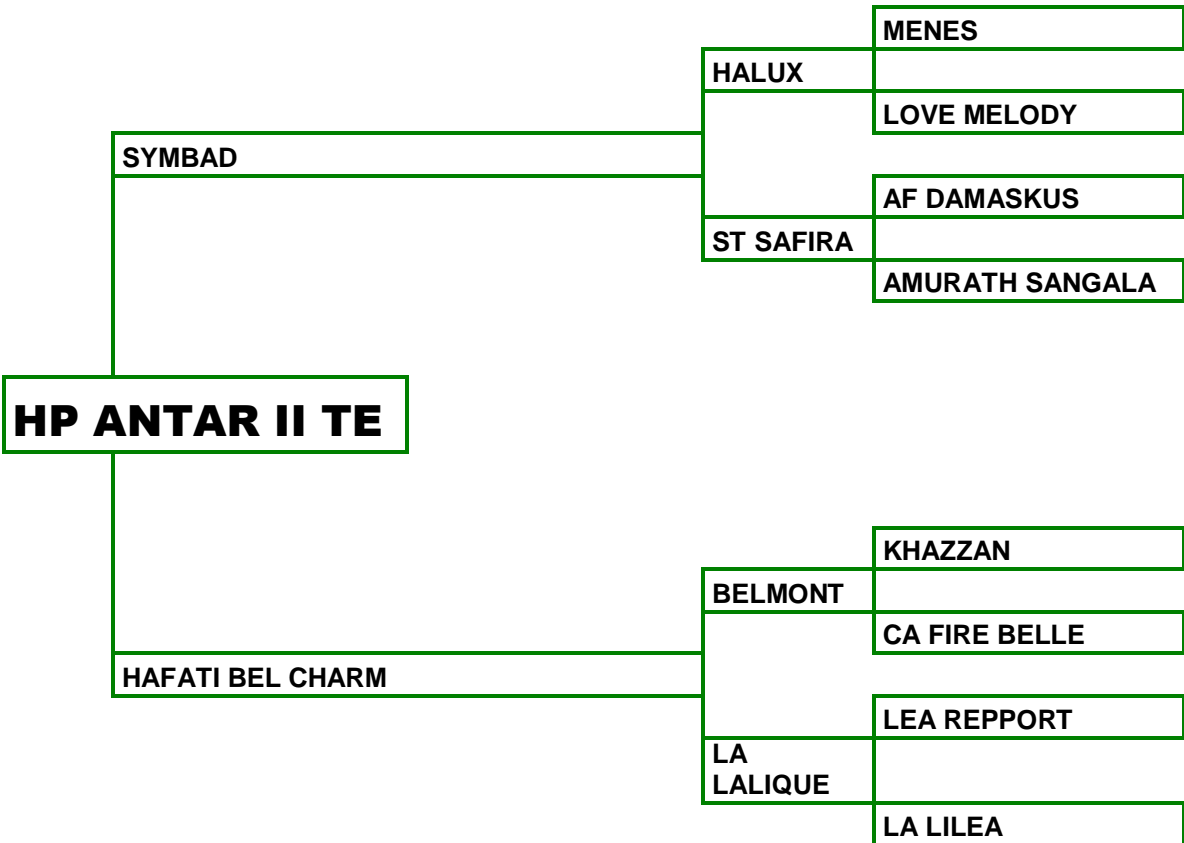 MENES
HALUX
LOVE MELODY
SYMBAD
AF DAMASKUS
ST SAFIRA
AMURATH SANGALA
HP ANTAR II TE
KHAZZAN
BELMONT
CA FIRE BELLE
HAFATI BEL CHARM
LEA REPPORT
LA
LALIQUE
LA LILEA